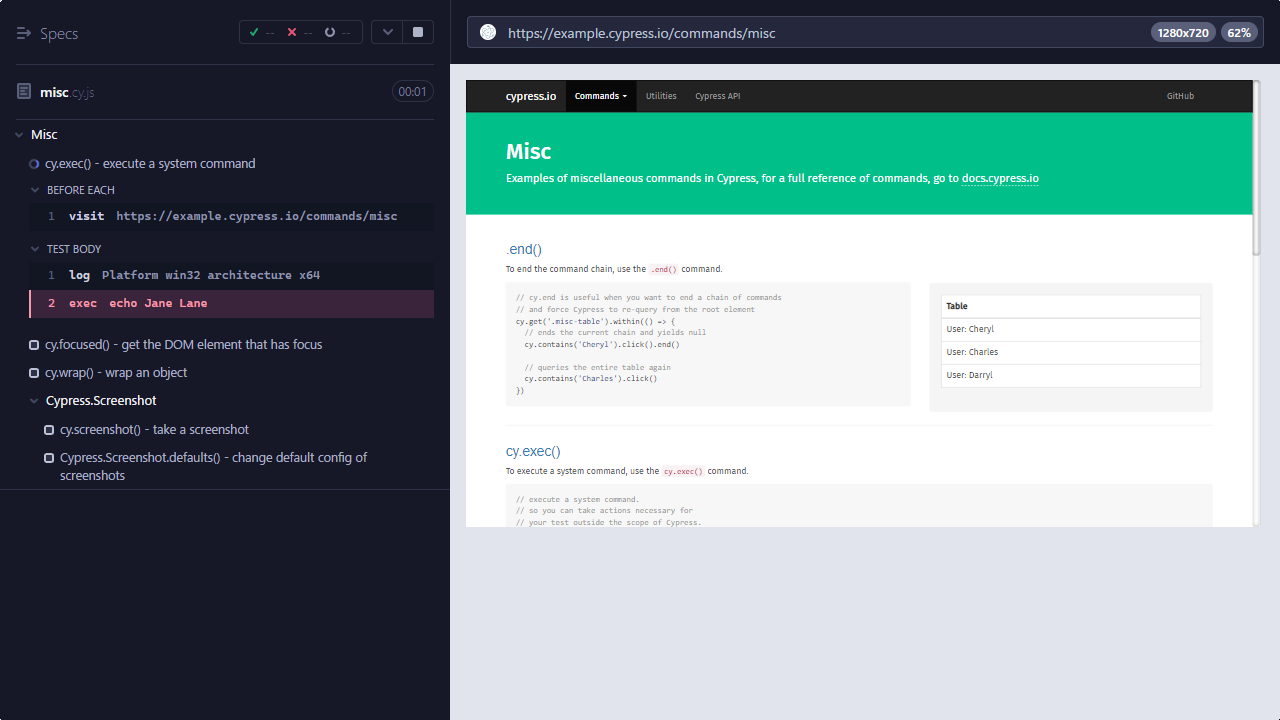 Specs
-- -- --
misc.cy.js
00:01
Misc
cy.exec() - execute a system command
BEFORE EACH
1 visit https://example.cypress.io/commands/misc
TEST BODY
1 log Platform win32 architecture x64
2 exec echo Jane Lane
cy.focused() - get the DOM element that has focus
cy.wrap() - wrap an object
Cypress.Screenshot
cy.screenshot() - take a screenshot
Cypress.Screenshot.defaults() - change default config of
screenshots
https://example.cypress.io/commands/misc
1280x720 62%
cypress.io Commands Utilities Cypress API GitHub
Misc
Examples of miscellaneous commands in Cypress, for a full reference of commands, go to docs.cypress.io
.end()
To end the command chain, use the .end() command.
// cy.end is useful when you want to end a chain of commands
// and force Cypress to re-query from the root element
cy.get('.misc-table').within(() => {
// ends the current chain and yields null
cy.contains('Cheryl').click().end()
// queries the entire table again
cy.contains('Charles').click()
})
Table
User: Cheryl
User: Charles
User: Darryl
cy.exec()
To execute a system command, use the cy.exec() command.
// execute a system command.
// so you can take actions necessary for
// your test outside the scope of Cypress.